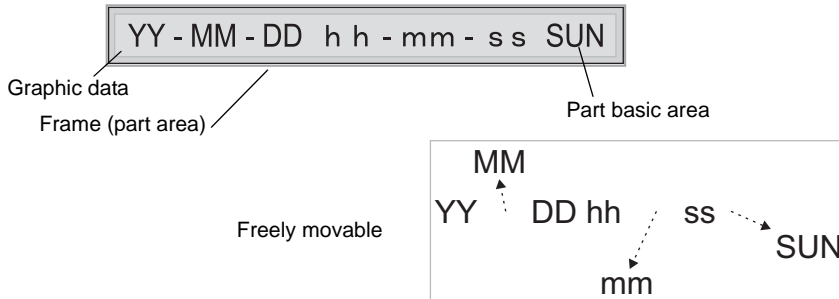 YY - MM - DD h h - mm - s s SUN
Graphic data
Frame (part area)
Part basic area
Freely movable
MM
YY DD hh ss
SUN
mm